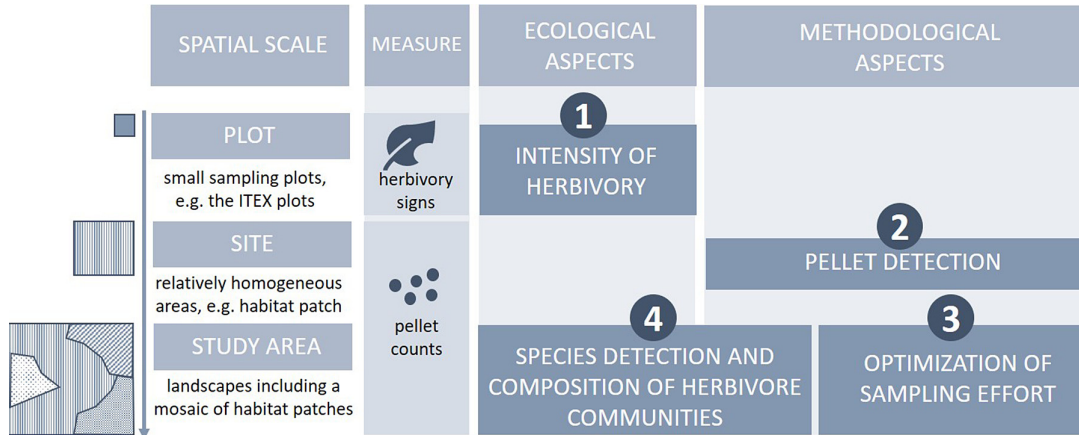 SPATIAL SCALE
MEASURE
ECOLOGICAL
ASPECTS
METHODOLOGICAL
ASPECTS
PLOT
small sampling plots,
e.g. the ITEX plots
herbivory
signs
1
INTENSITY OF
HERBIVORY
SITE
relatively homogeneous
areas, e.g. habitat patch
pellet
counts
2
PELLET DETECTION
STUDY AREA
landscapes including a
mosaic of habitat patches
4
SPECIES DETECTION AND
COMPOSITION OF HERBIVORE
COMMUNITIES
3
OPTIMIZATION OF
SAMPLING EFFORT